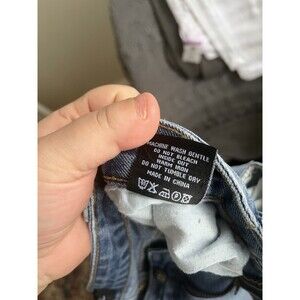 MACHINE WASH GENTLE
DO NOT BLEACH
INSIDE OUT
WARM IRON
DO NOT TUMBLE DRY
MADE IN CHINA